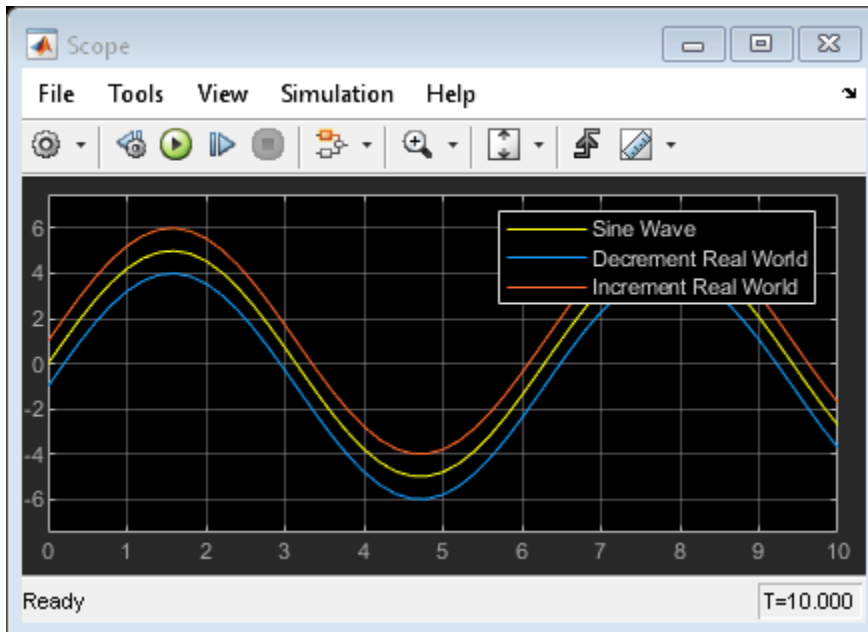 Scope
File Tools View Simulation Help
6
4
2
0
-2
-4
-6
Sine Wave
Decrement Real World
Increment Real World
0 1 2 3 4 5 6 7 8 9 10
Ready T=10.000